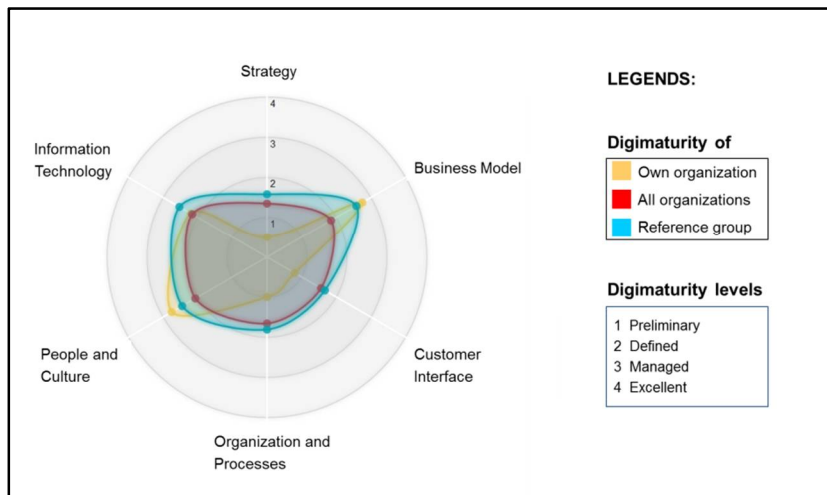 Strategy
4
3
2
1
Information
Technology
Business Model
People and
Culture
Customer
Interface
Organization and
Processes
LEGENDS:
Digimaturity of
Own organization
All organizations
Reference group
Digimaturity levels
1 Preliminary
2 Defined
3 Managed
4 Excellent